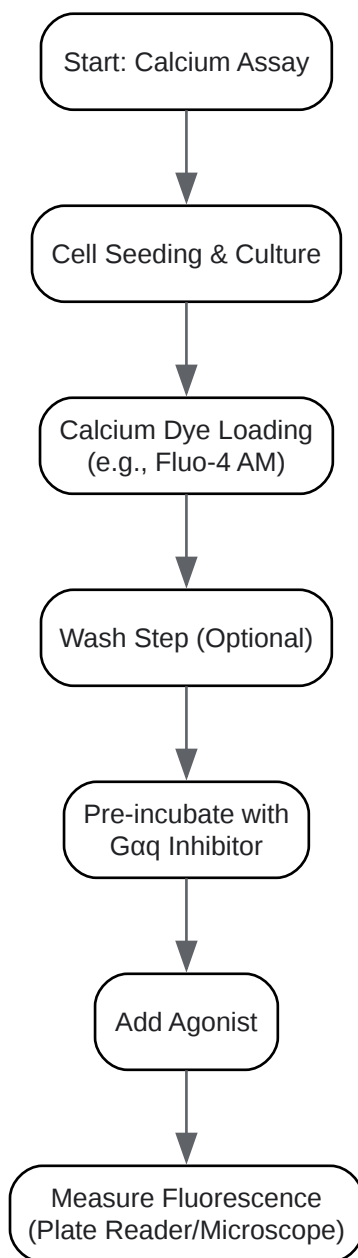 Start: Calcium Assay
Cell Seeding & Culture
Calcium Dye Loading
(e.g., Fluo-4 AM)
Wash Step (Optional)
Pre-incubate with
Gαq Inhibitor
Add Agonist
Measure Fluorescence
(Plate Reader/Microscope)